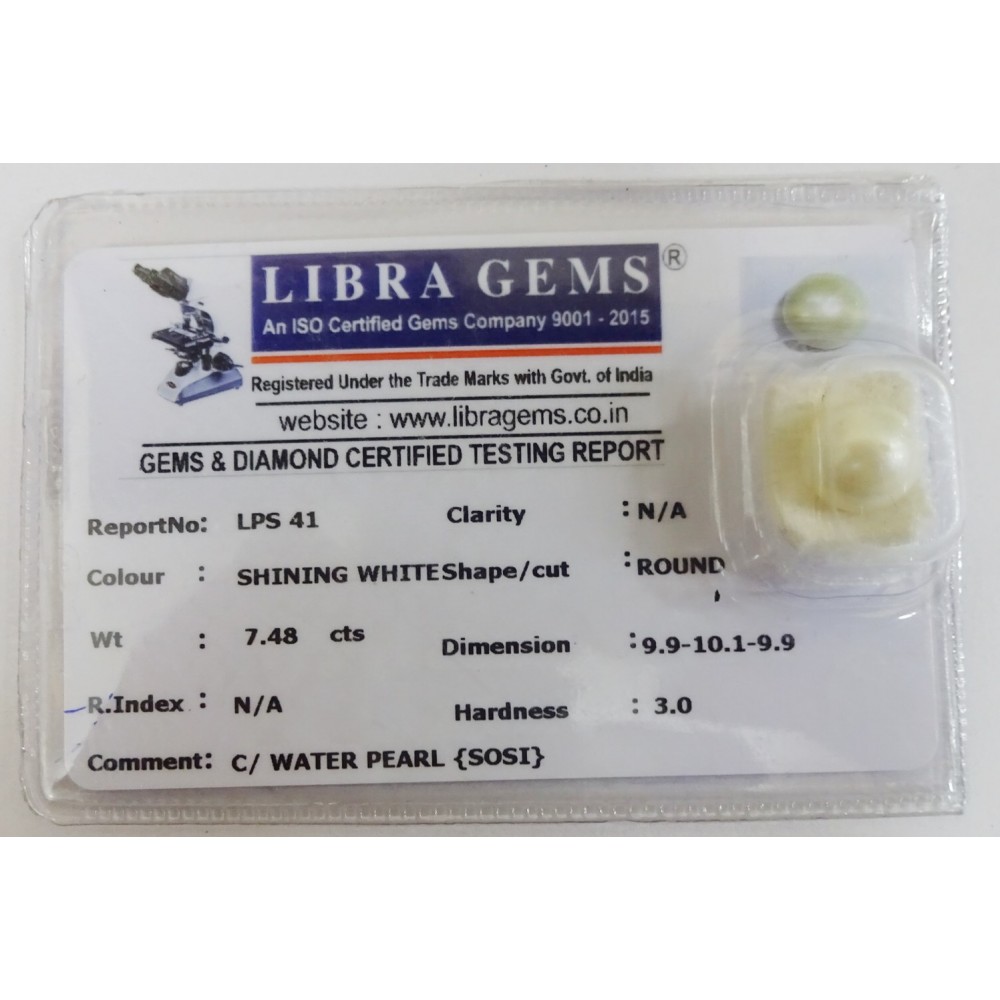 LIBRA GEMS ®
An ISO Certified Gems Company 9001 - 2015
Registered Under the Trade Marks with Govt. of India
website : www.libragems.co.in
GEMS & DIAMOND CERTIFIED TESTING REPORT
ReportNo: LPS 41 Clarity : N/A
Colour : SHINING WHITE Shape/cut : ROUND
Wt : 7.48 cts Dimension : 9.9-10.1-9.9
R.Index : N/A Hardness : 3.0
Comment: C/ WATER PEARL {SOSI}